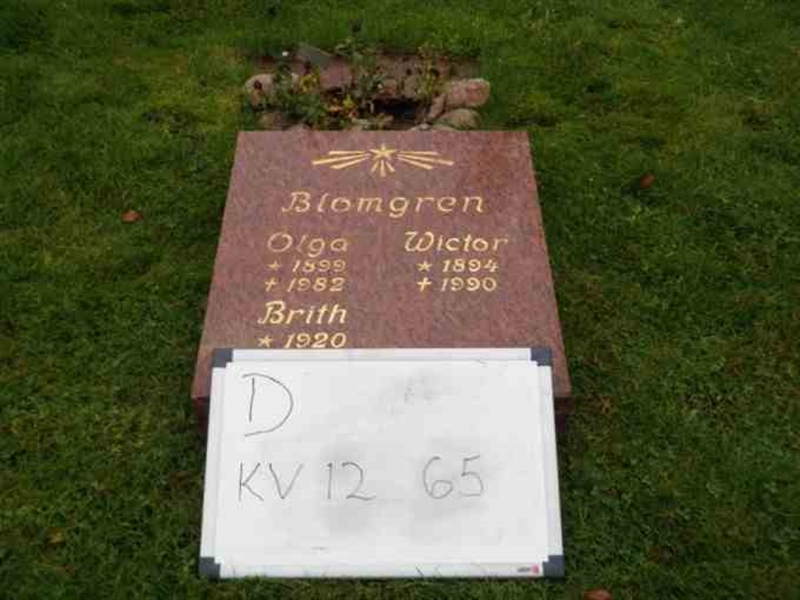 Blomgren
Olga Wictor
* 1899 * 1894
+ 1982 + 1990
Brith
* 1920
D
KV 12 65